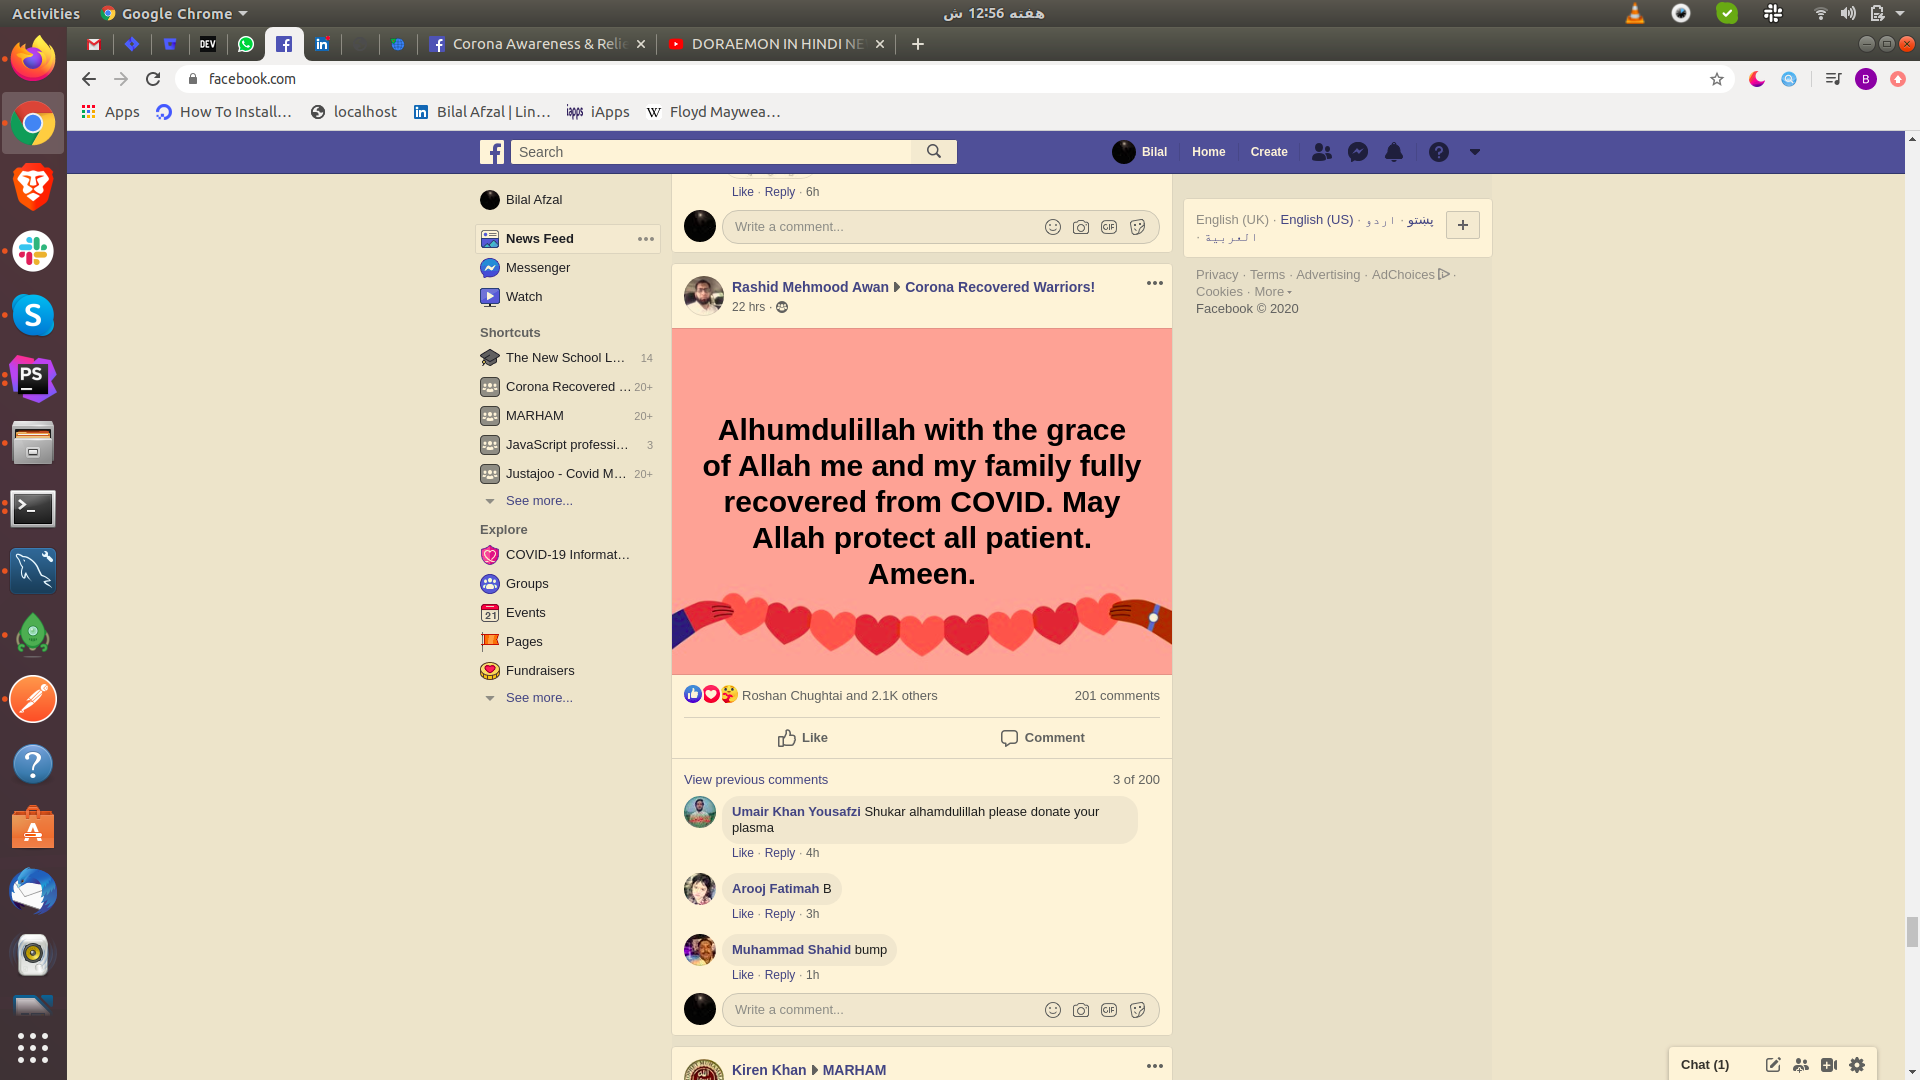 Activities
Google Chrome
هفته 12:56 ش
Corona Awareness & Relie
DORAEMON IN HINDI NE
facebook.com
Apps
How To Install…
localhost
Bilal Afzal | Lin…
iApps
Floyd Maywea…
Search
Bilal
Home
Create
Bilal Afzal
News Feed
Messenger
Watch
Shortcuts
The New School L... 14
Corona Recovered ... 20+
MARHAM 20+
JavaScript professi... 3
Justajoo - Covid M... 20+
See more...
Explore
COVID-19 Informat...
Groups
Events
Pages
Fundraisers
See more...
Like · Reply · 6h
Write a comment...
Rashid Mehmood Awan Corona Recovered Warriors!
22 hrs ·
Alhumdulillah with the grace
of Allah me and my family fully
recovered from COVID. May
Allah protect all patient.
Ameen.
Roshan Chughtai and 2.1K others
201 comments
Like
Comment
View previous comments
3 of 200
Umair Khan Yousafzi Shukar alhamdulillah please donate your
plasma
Like · Reply · 4h
Arooj Fatimah B
Like · Reply · 3h
Muhammad Shahid bump
Like · Reply · 1h
Write a comment...
Kiren Khan MARHAM
English (UK) · English (US) · اردو · پښتو
· العربية
Privacy · Terms · Advertising · AdChoices ·
Cookies · More
Facebook © 2020
Chat (1)